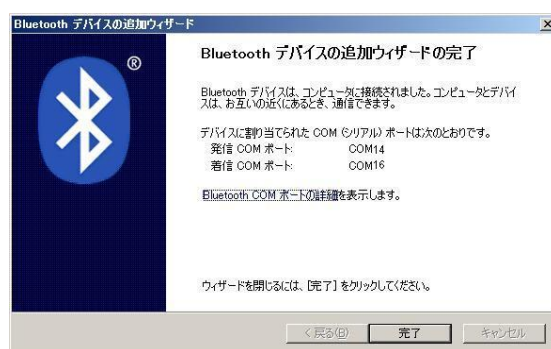 Bluetooth デバイスの追加ウィザード
®
Bluetooth デバイスの追加ウィザードの完了
Bluetooth デバイスは、コンピュータに接続されました。コンピュータとデバイ
スは、お互いの近くにあるとき、通信できます。
デバイスに割り当てられた COM (シリアル) ポートは次のとおりです。
発信 COM ポート: COM14
着信 COM ポート: COM16
Bluetooth COM ポートの詳細を表示します。
ウィザードを閉じるには、[完了] をクリックしてください。
< 戻る(B) 完了 キャンセル